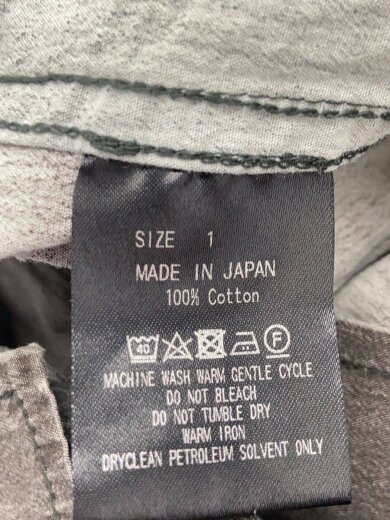 SIZE 1
MADE IN JAPAN
100% Cotton
40 F
MACHINE WASH WARM GENTLE CYCLE
DO NOT BLEACH
DO NOT TUMBLE DRY
WARM IRON
DRYCLEAN PETROLEUM SOLVENT ONLY